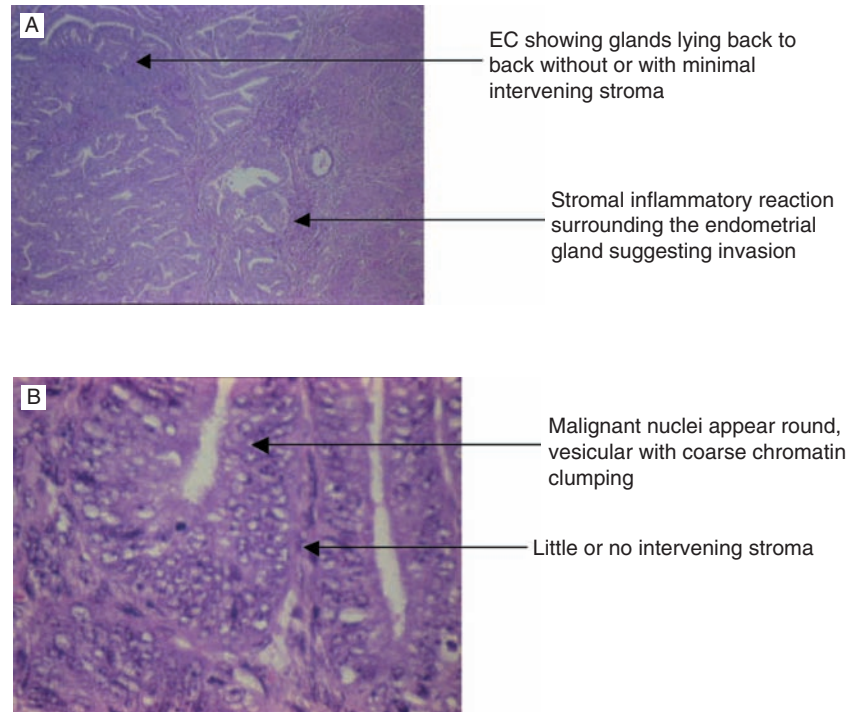 A
EC showing glands lying back to
back without or with minimal
intervening stroma
Stromal inflammatory reaction
surrounding the endometrial
gland suggesting invasion
B
Malignant nuclei appear round,
vesicular with coarse chromatin
clumping
Little or no intervening stroma